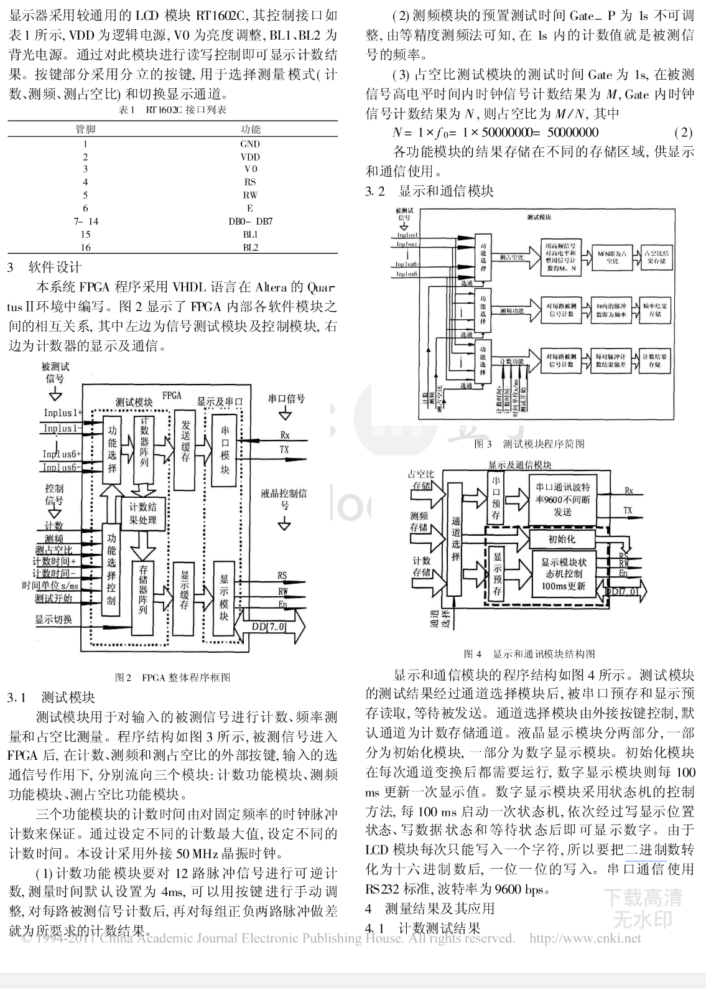 显示器采用较通用的 LCD 模块 RT1602C, 其控制接口如
表 1 所示, VDD 为逻辑电源, V0 为亮度调整, BL1、BL2 为
背光电源。通过对此模块进行读写控制即可显示计数结
果。按键部分采用分立的按键, 用于选择测量模式( 计
数、测频、测占空比) 和切换显示通道。
表 1 RT1602C 接口列表
管脚 功能
1 GND
2 VDD
3 V0
4 RS
5 RW
6 E
7- 14 DB0- DB7
15 BL1
16 BL2
3 软件设计
本系统 FPGA 程序采用 VHDL 语言在 Altera 的 Quar-
tus II环境中编写。图 2 显示了 FPGA 内部各软件模块之
间的相互关系, 其中左边为信号测试模块及控制模块, 右
边为计数器的显示及通信。
被测试
信号
FPGA
测试模块
显示及串口
串口信号
Inplus1+
Inplus1-
Inplus6+
Inplus6-
功能选择
计数器阵列
发送缓存
串口模块
Rx
TX
控制
信号
计数结
果处理
液晶控制信
号
计数
测频
测占空比
计数时间+
计数时间-
时间单位 s/ms
测试开始
显示切换
功能选择控制
存储器阵列
显示缓存
显示模块
RS
RW
En
DD[7..0]
图 2 FPGA 整体程序框图
3. 1 测试模块
测试模块用于对输入的被测信号进行计数、频率测
量和占空比测量。程序结构如图 3 所示, 被测信号进入
FPGA 后, 在计数、测频和测占空比的外部按键, 输入的选
通信号作用下, 分别流向三个模块: 计数功能模块、测频
功能模块、测占空比功能模块。
三个功能模块的计数时间由对固定频率的时钟脉冲
计数来保证。通过设定不同的计数最大值, 设定不同的
计数时间。本设计采用外接 50 MHz 晶振时钟。
( 1) 计数功能模块要对 12 路脉冲信号进行可逆计
数, 测量时间默认设置为 4ms, 可以用按键进行手动调
整, 对每路被测信号计数后, 再对每组正负两路脉冲做差
就为所要求的计数结果。
( 2) 测频模块的预置测试时间 Gate_ P 为 1s 不可调
整, 由等精度测频法可知, 在 1s 内的计数值就是被测信
号的频率。
( 3) 占空比测试模块的测试时间 Gate 为 1s, 在被测
信号高电平时间内时钟信号计数结果为 M, Gate 内时钟
信号计数结果为 N, 则占空比为 M/N, 其中
N= 1×f0= 1×50000000= 50000000 ( 2)
各功能模块的结果存储在不同的存储区域, 供显示
和通信使用。
3. 2 显示和通信模块
被测试
信号
测试模块
Inplus1
Inplus1
Inplus6
Inplus6
功能选择
测占空比
用高频信号
对高电平和
整周信号计
数得M、N
M/N即为占
空比
占空比结
果存储
选通
功能选择
测频功能
对每路被测
信号计数
1s内的脉冲
数即为频率
频率结果
存储
选通
功能选择
计数功能
对每路被测
信号计数
每对脉冲计
数结果做差
计数结果
存储
选通
计数
测频
测占空比
计数时间+
计数时间-
时间单位s/ms
测试开始
图 3 测试模块程序简图
显示及通信模块
占空比
存储
测频
存储
计数
存储
通道选择
串口预存
串口通讯波特
率9600不间断
发送
Rx
TX
初始化
显示预存
显示模块状
态机控制
100ms更新
RS
RW
En
DD[7..0]
通道
选择
图 4 显示和通讯模块结构图
显示和通信模块的程序结构如图 4 所示。测试模块
的测试结果经过通道选择模块后, 被串口预存和显示预
存读取, 等待被发送。通道选择模块由外接按键控制, 默
认通道为计数存储通道。液晶显示模块分两部分, 一部
分为初始化模块, 一部分为数字显示模块。初始化模块
在每次通道变换后都需要运行, 数字显示模块则每 100
ms 更新一次显示值。数字显示模块采用状态机的控制
方法, 每 100 ms 启动一次状态机, 依次经过写显示位置
状态、写数据状态和等待状态后即可显示数字。由于
LCD 模块每次只能写入一个字符, 所以要把二进制数转
化为十六进制数后, 一位一位的写入。串口通信使用
RS232 标准, 波特率为 9600 bps。
4 测量结果及其应用
4. 1 计数测试结果
下载高清
无水印
© 1994-2011 China Academic Journal Electronic Publishing House. All rights reserved. http://www.cnki.net